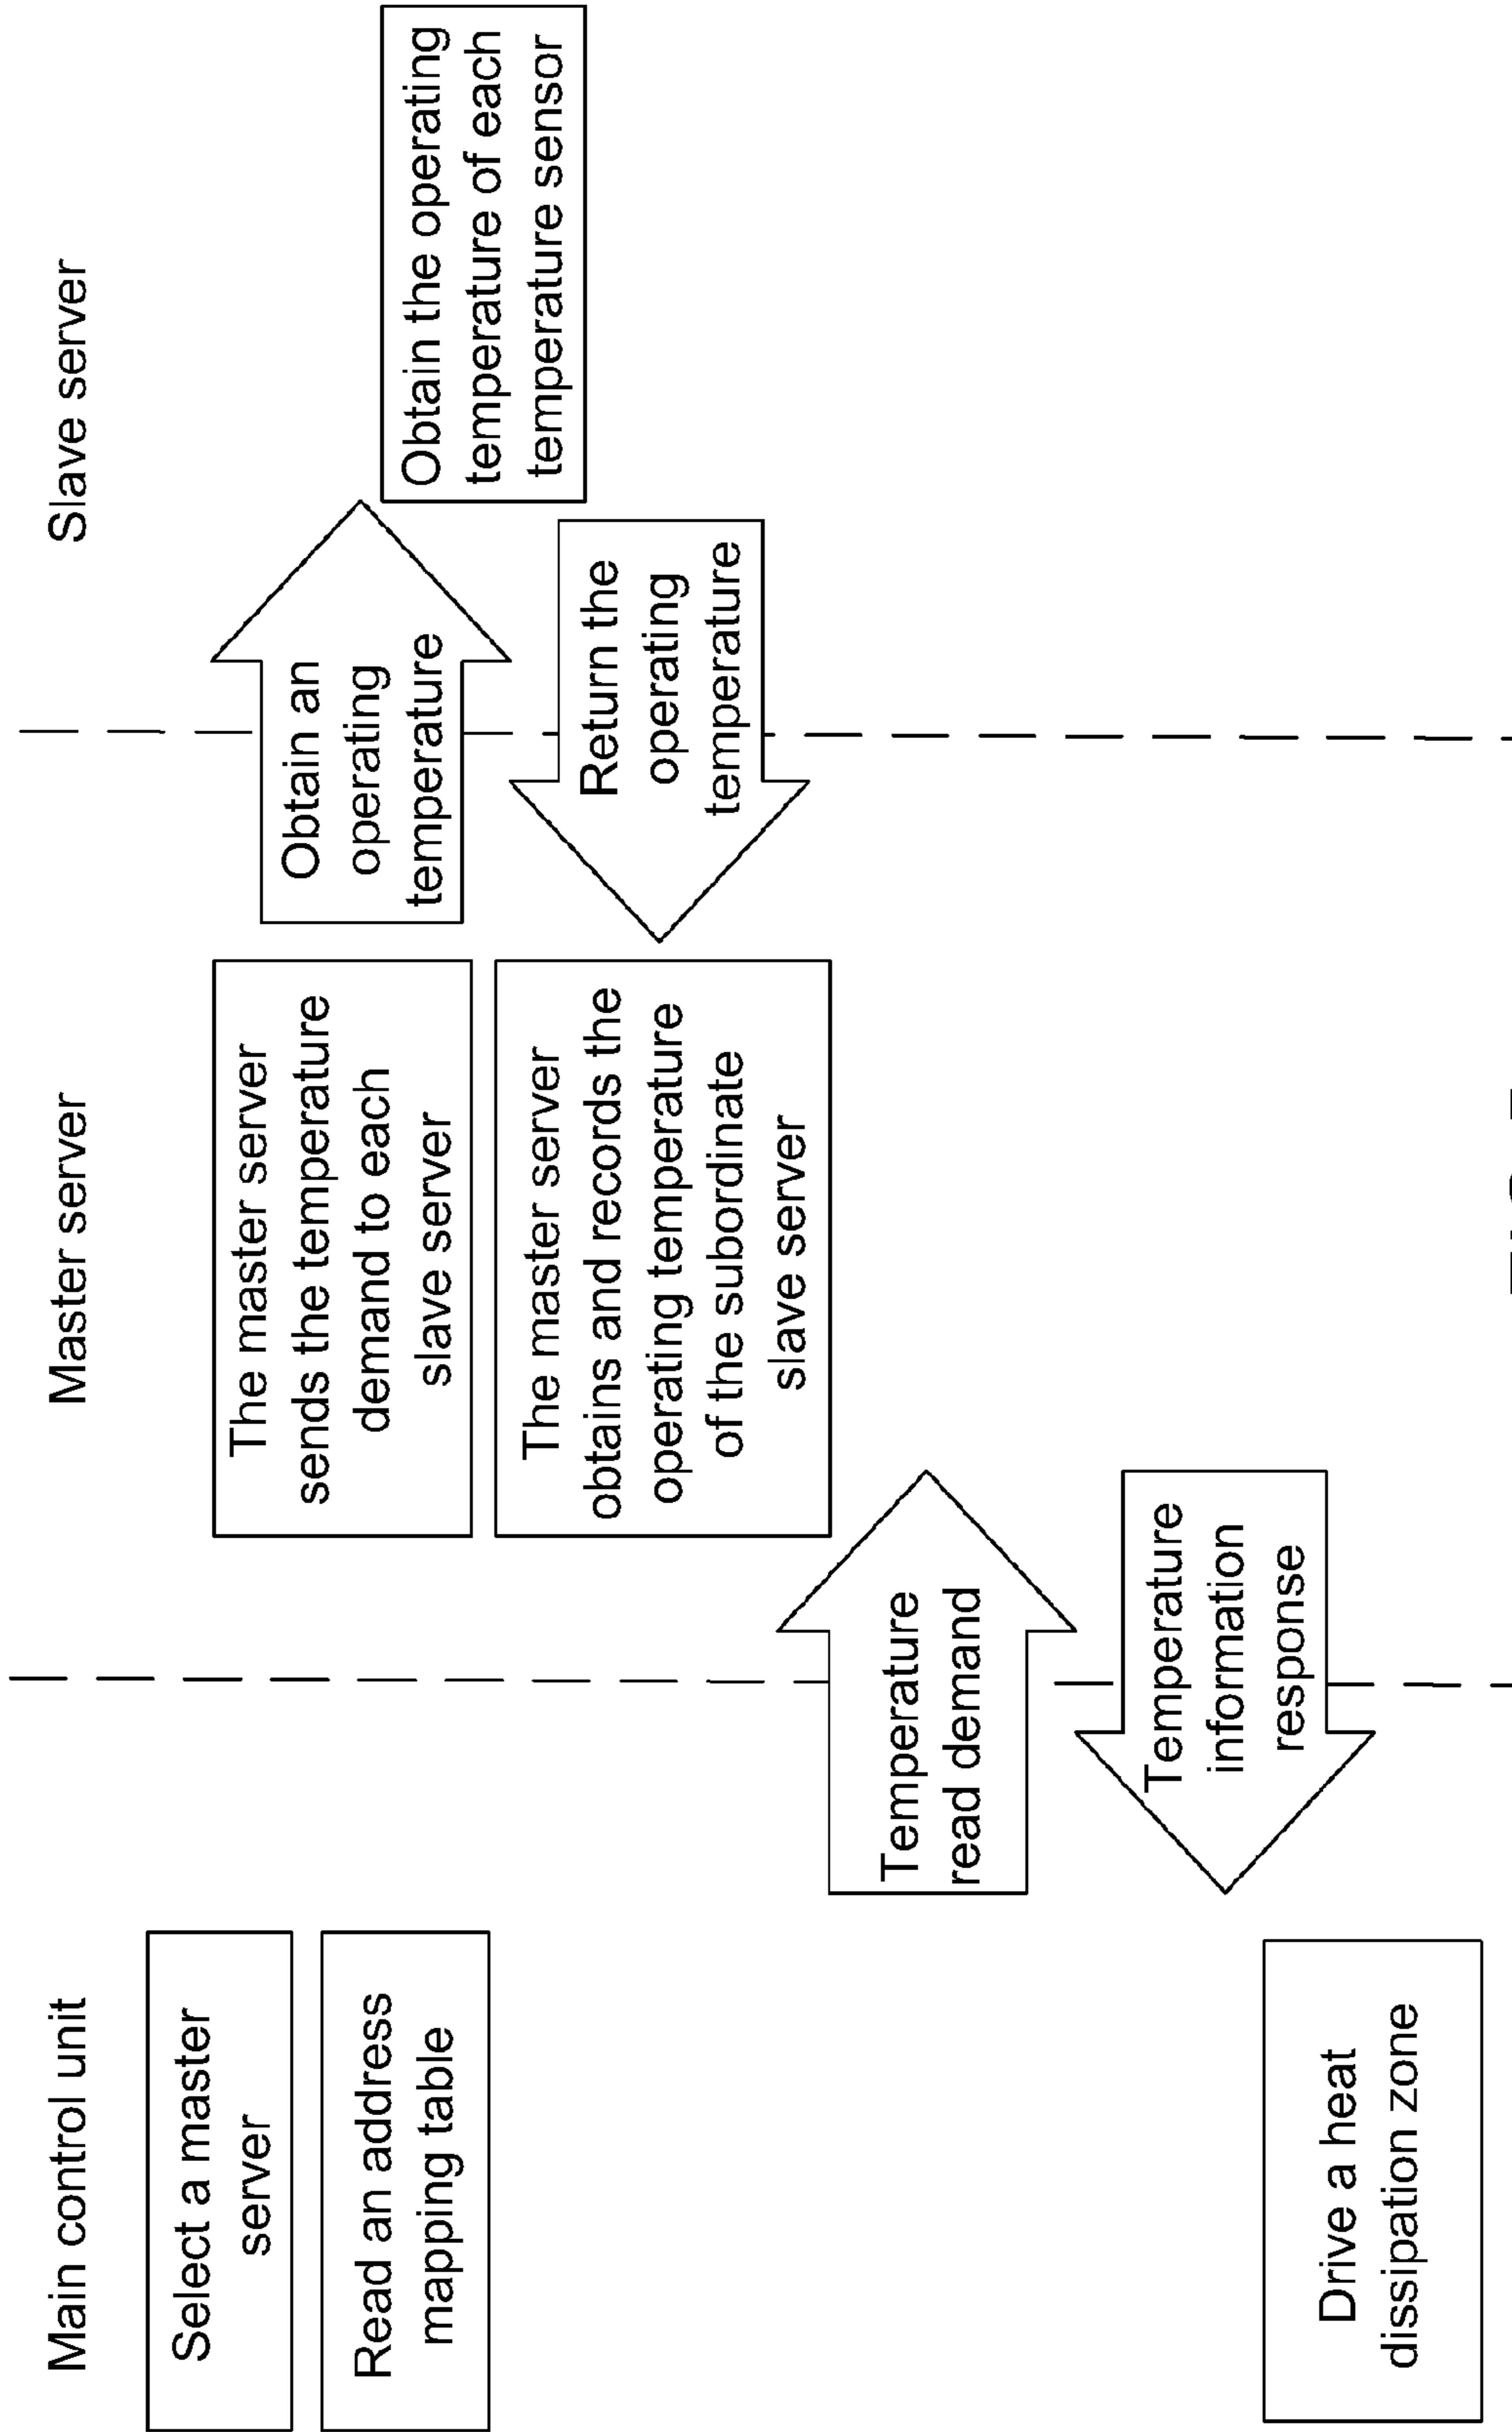 Main control unit
Master server
Slave server
Select a master
server
Read an address
mapping table
The master server
sends the temperature
demand to each
slave server
Obtain an
operating
temperature
Obtain the operating
temperature of each
temperature sensor
Return the
operating
temperature
The master server
obtains and records the
operating temperature
of the subordinate
slave server
Temperature
read demand
Temperature
information
response
Drive a heat
dissipation zone